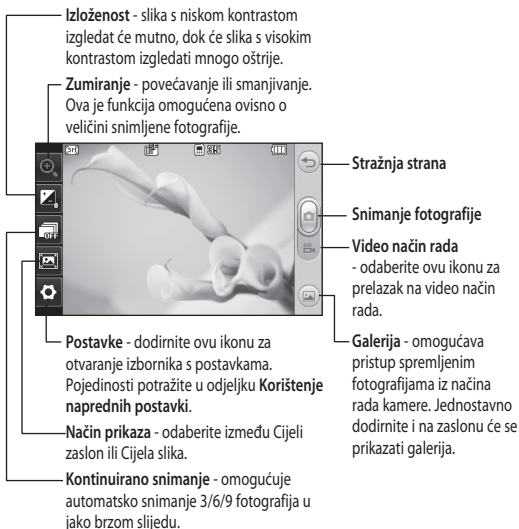 Izloženost - slika s niskom kontrastom
izgledat će mutno, dok će slika s visokim
kontrastom izgledati mnogo oštrije.
Zumiranje - povećavanje ili smanjivanje.
Ova je funkcija omogućena ovisno o
veličini snimljene fotografije.
Stražnja strana
Snimanje fotografije
Video način rada
- odaberite ovu ikonu za
prelazak na video način
rada.
Galerija - omogućava
pristup spremljenim
fotografijama iz načina
rada kamere. Jednostavno
dodirnite i na zaslonu će se
prikazati galerija.
Postavke - dodirnite ovu ikonu za
otvaranje izbornika s postavkama.
Pojedinosti potražite u odjeljku Korištenje
naprednih postavki.
Način prikaza - odaberite između Cijeli
zaslon ili Cijela slika.
Kontinuirano snimanje - omogućuje
automatsko snimanje 3/6/9 fotografija u
jako brzom slijedu.
OFF